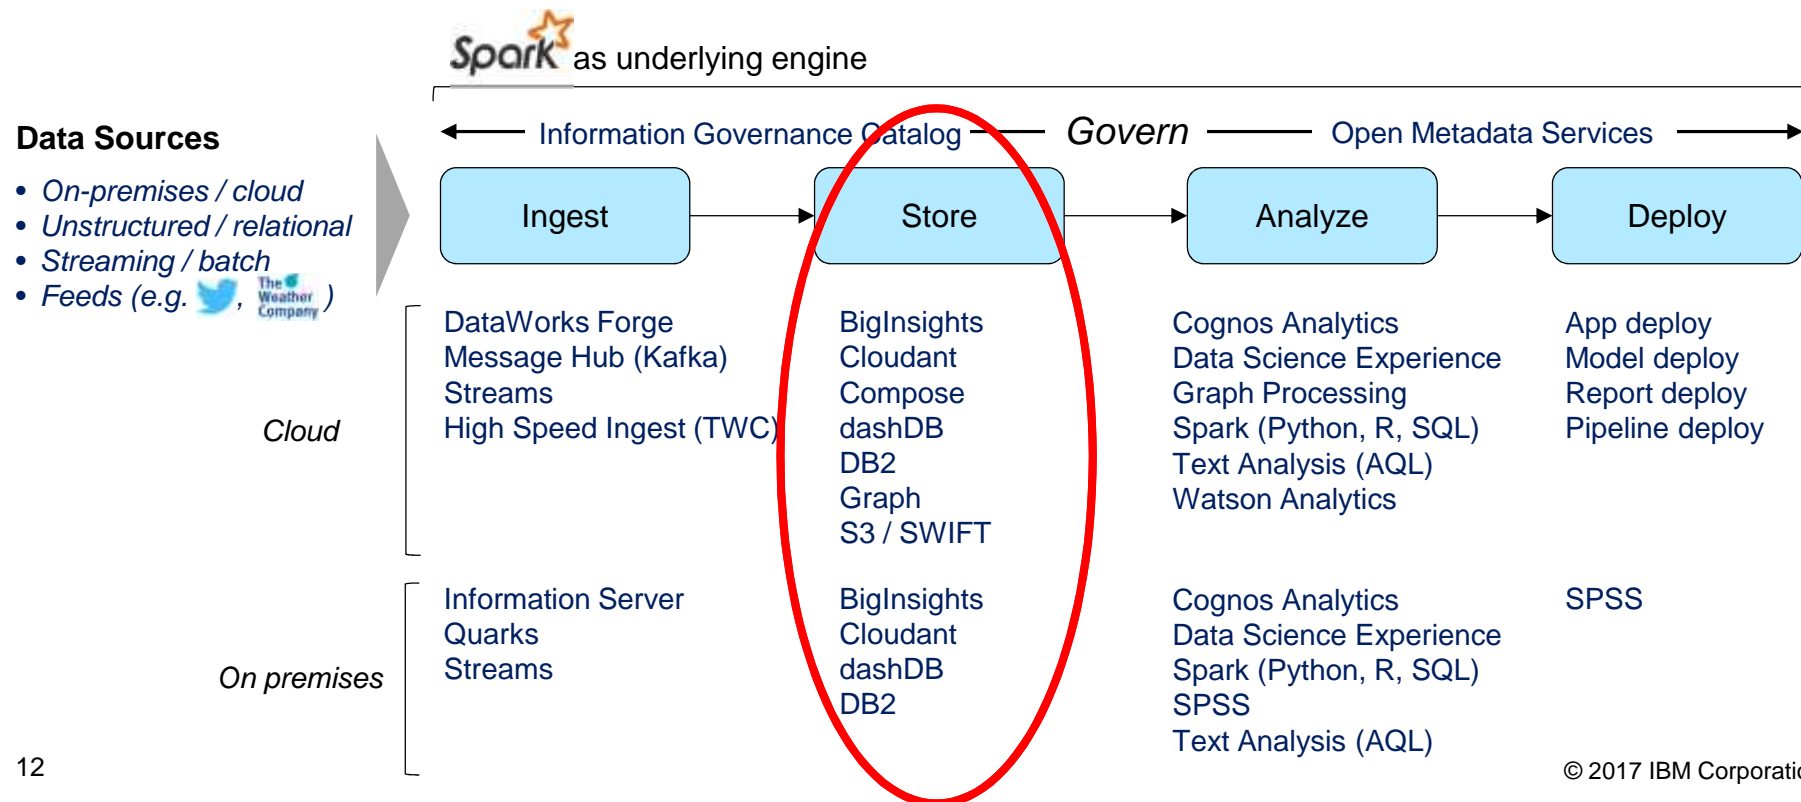 Spark as underlying engine
Data Sources
• On-premises / cloud
• Unstructured / relational
• Streaming / batch
• Feeds (e.g. , The Weather Company )
Information Governance Catalog Govern Open Metadata Services
Ingest
Store
Analyze
Deploy
Cloud
DataWorks Forge
Message Hub (Kafka)
Streams
High Speed Ingest (TWC)
BigInsights
Cloudant
Compose
dashDB
DB2
Graph
S3 / SWIFT
Cognos Analytics
Data Science Experience
Graph Processing
Spark (Python, R, SQL)
Text Analysis (AQL)
Watson Analytics
App deploy
Model deploy
Report deploy
Pipeline deploy
On premises
Information Server
Quarks
Streams
BigInsights
Cloudant
dashDB
DB2
Cognos Analytics
Data Science Experience
Spark (Python, R, SQL)
SPSS
Text Analysis (AQL)
SPSS
12
© 2017 IBM Corporatio